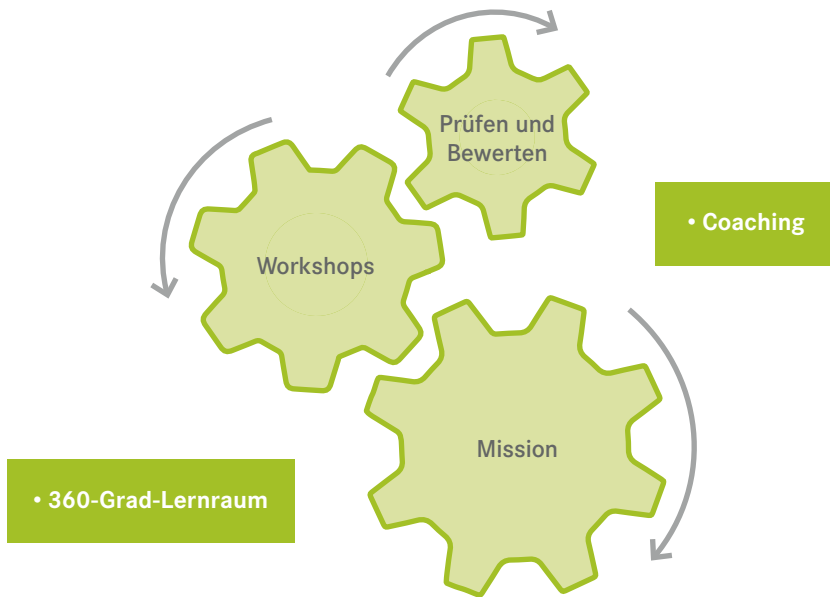 Prüfen und
Bewerten
• Coaching
Workshops
Mission
• 360-Grad-Lernraum